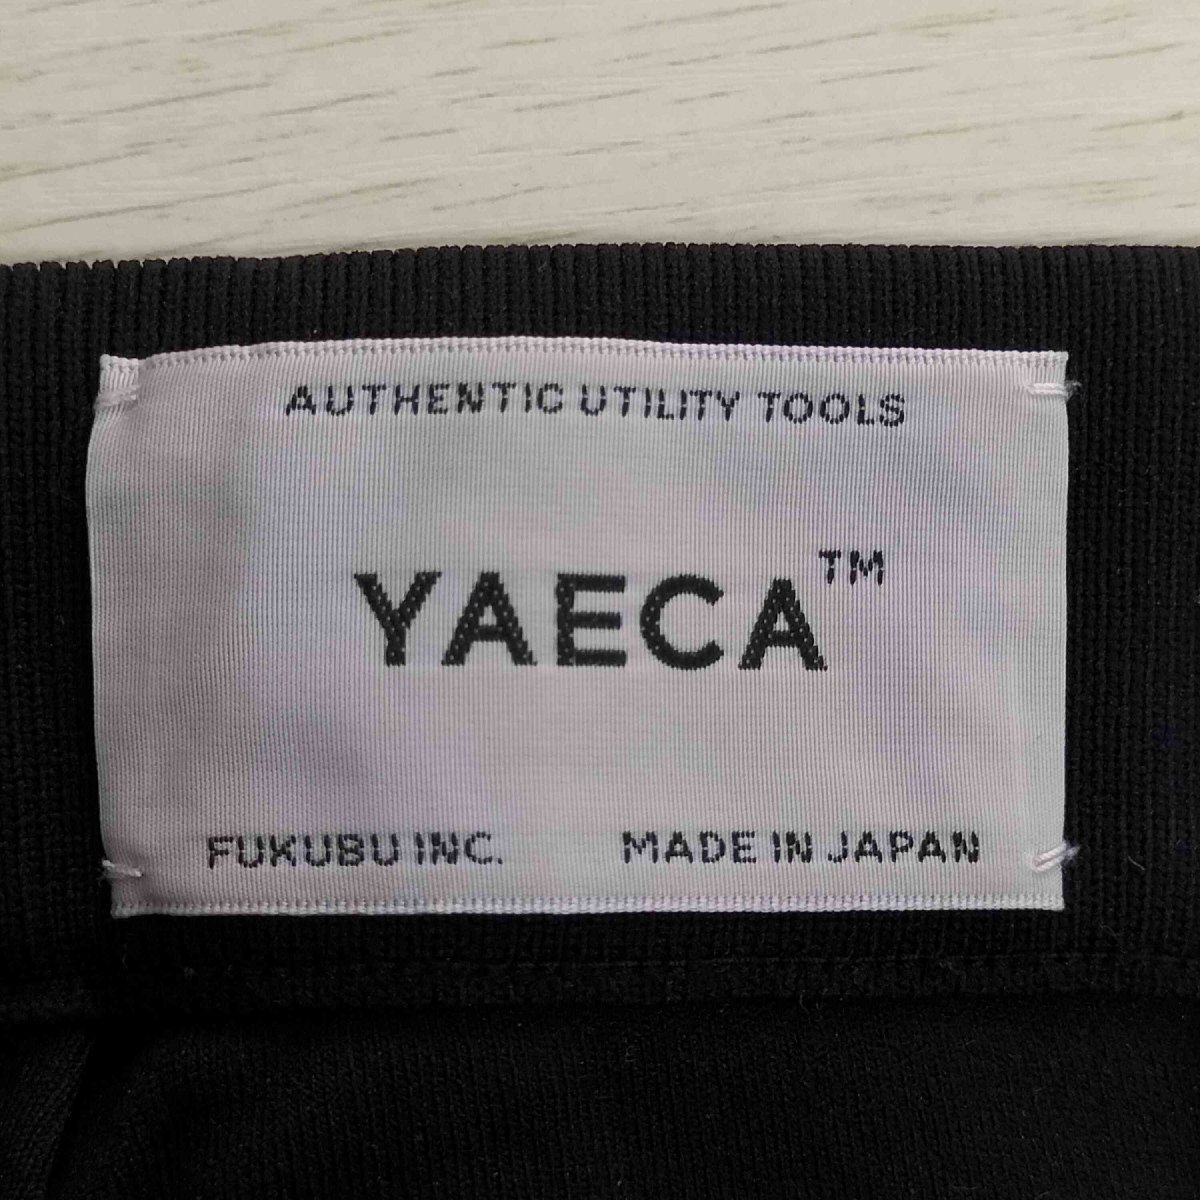 AUTHENTIC UTILITY TOOLS
YAECA™
FUKUBU INC. MADE IN JAPAN